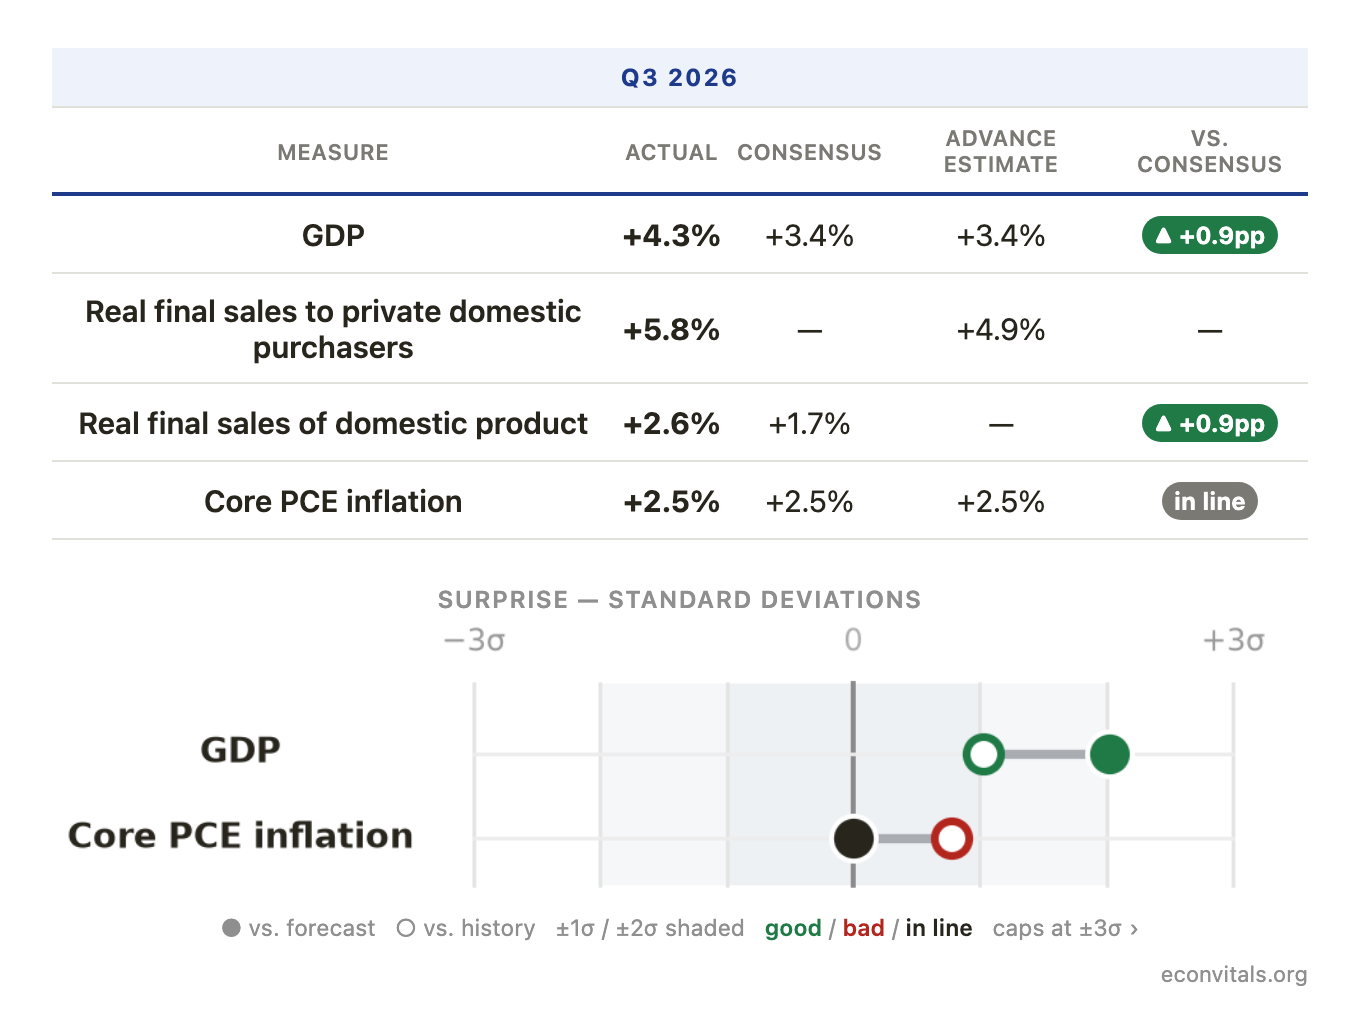 Q3 2026
MEASURE ACTUAL CONSENSUS ADVANCE ESTIMATE VS. CONSENSUS
GDP +4.3% +3.4% +3.4% ▲ +0.9pp
Real final sales to private domestic
purchasers +5.8% — +4.9% —
Real final sales of domestic product +2.6% +1.7% — ▲ +0.9pp
Core PCE inflation +2.5% +2.5% +2.5% in line
SURPRISE — STANDARD DEVIATIONS
−3σ 0 +3σ
GDP
Core PCE inflation
vs. forecast vs. history ±1σ / ±2σ shaded good / bad / in line caps at ±3σ ›
econvitals.org